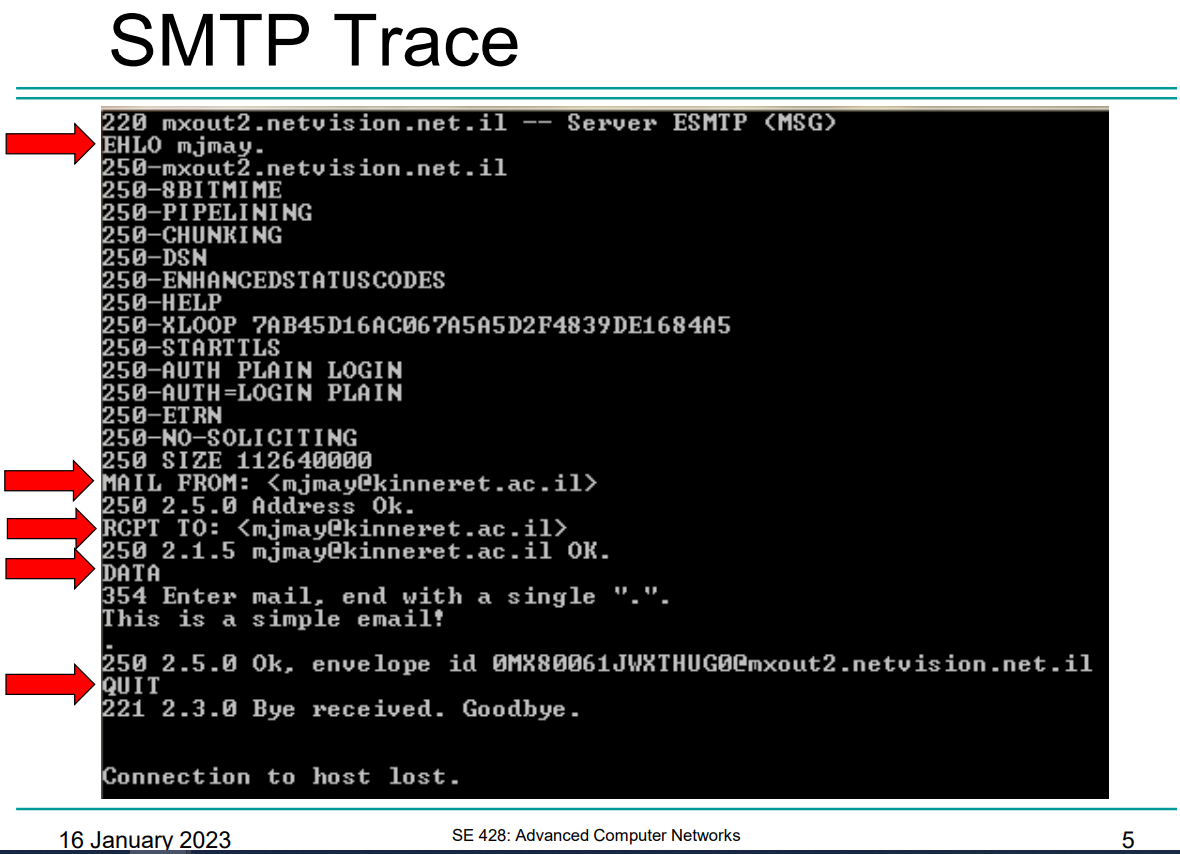 SMTP Trace
220 mxout2.netvision.net.il -- Server ESMTP (MSG)
EHLO mjmay.
250-mxout2.netvision.net.il
250-8BITMIME
250-PIPELINING
250-CHUNKING
250-DSN
250-ENHANCEDSTATUSCODES
250-HELP
250-XLOOP 7AB45D16AC067A5A5D2F4839DE1684A5
250-STARTTLS
250-AUTH PLAIN LOGIN
250-AUTH=LOGIN PLAIN
250-ETRN
250-NO-SOLICITING
250 SIZE 112640000
MAIL FROM: <mjmay@kinneret.ac.il>
250 2.5.0 Address Ok.
RCPT TO: <mjmay@kinneret.ac.il>
250 2.1.5 mjmay@kinneret.ac.il OK.
DATA
354 Enter mail, end with a single ".".
This is a simple email!
.
250 2.5.0 Ok, envelope id 0MX80061JWXTHUG0@mxout2.netvision.net.il
QUIT
221 2.3.0 Bye received. Goodbye.
Connection to host lost.
16 January 2023
SE 428: Advanced Computer Networks
5